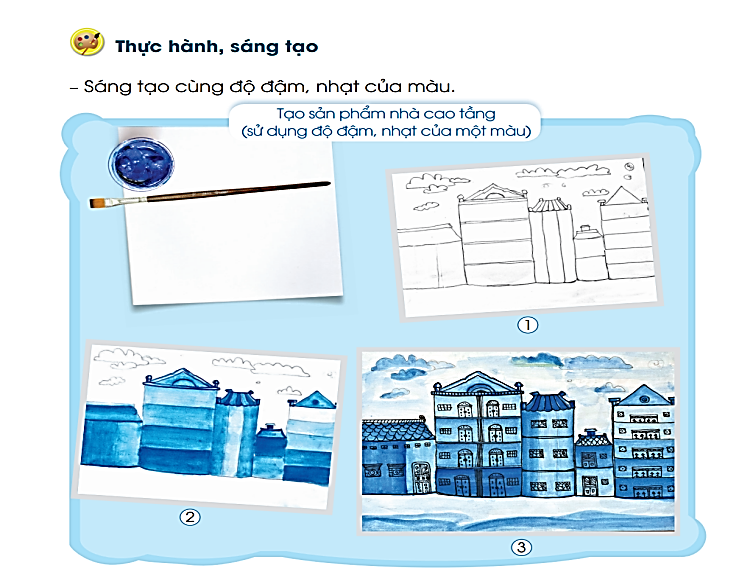 Thực hành, sáng tạo
– Sáng tạo cùng độ đậm, nhạt của màu.
Tạo sản phẩm nhà cao tầng
(sử dụng độ đậm, nhạt của một màu)
1
2
3